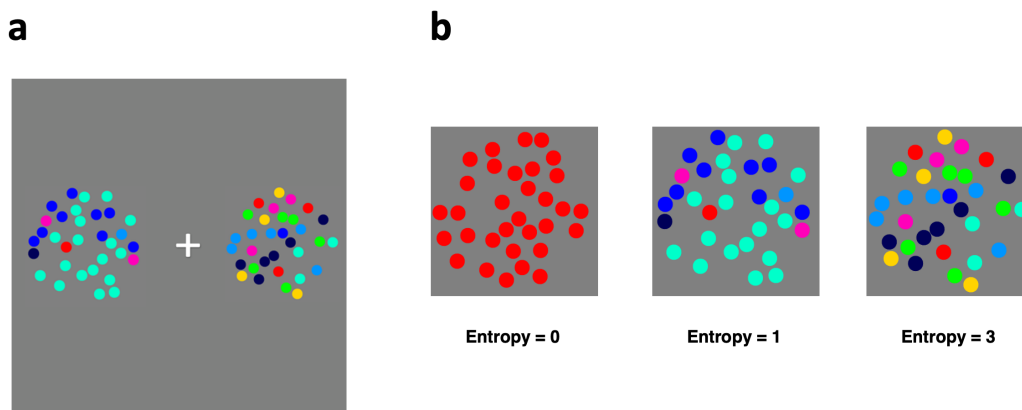 a
b
Entropy = 0
Entropy = 1
Entropy = 3